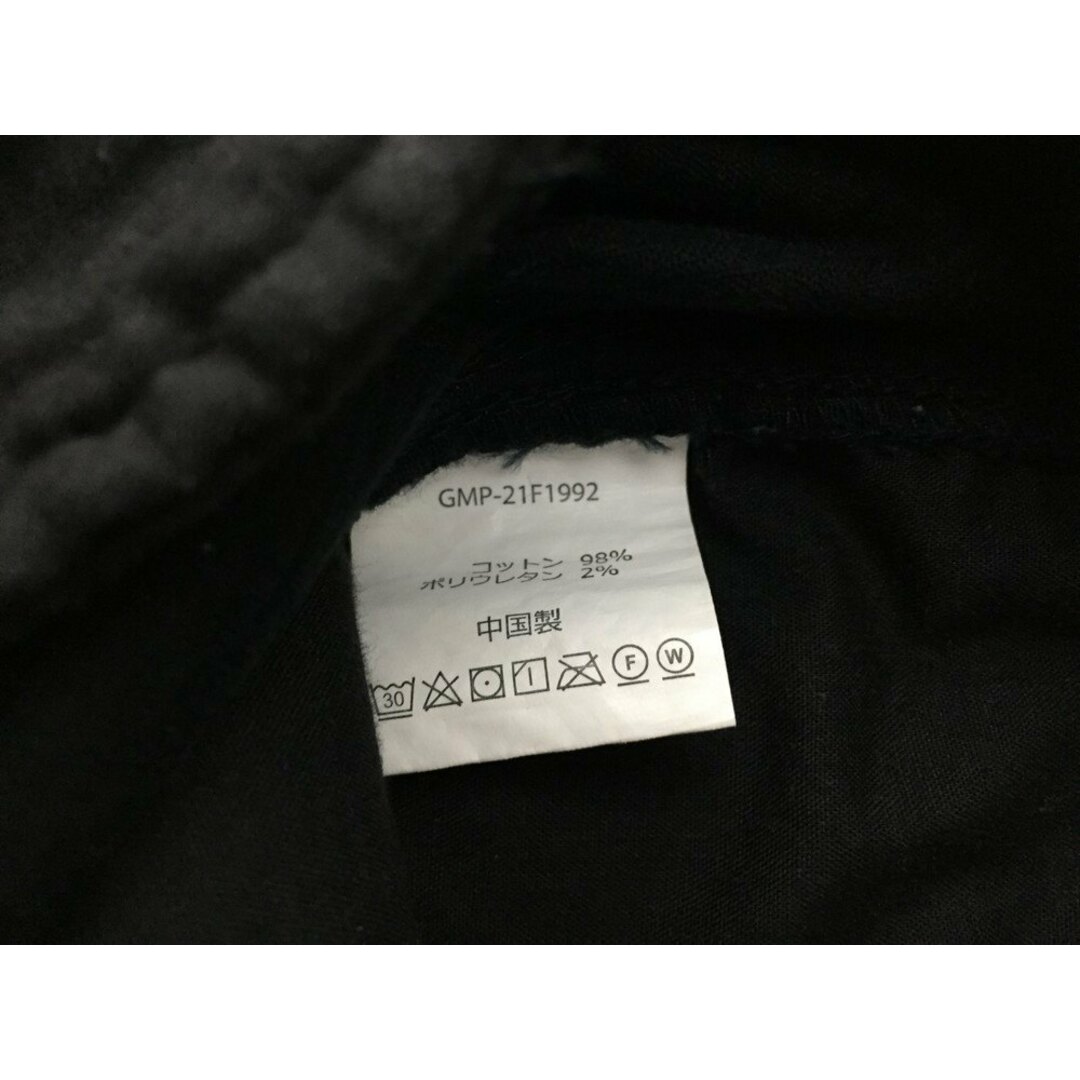 GMP-21F1992
コットン 98%
ポリウレタン 2%
中国製
30 F W